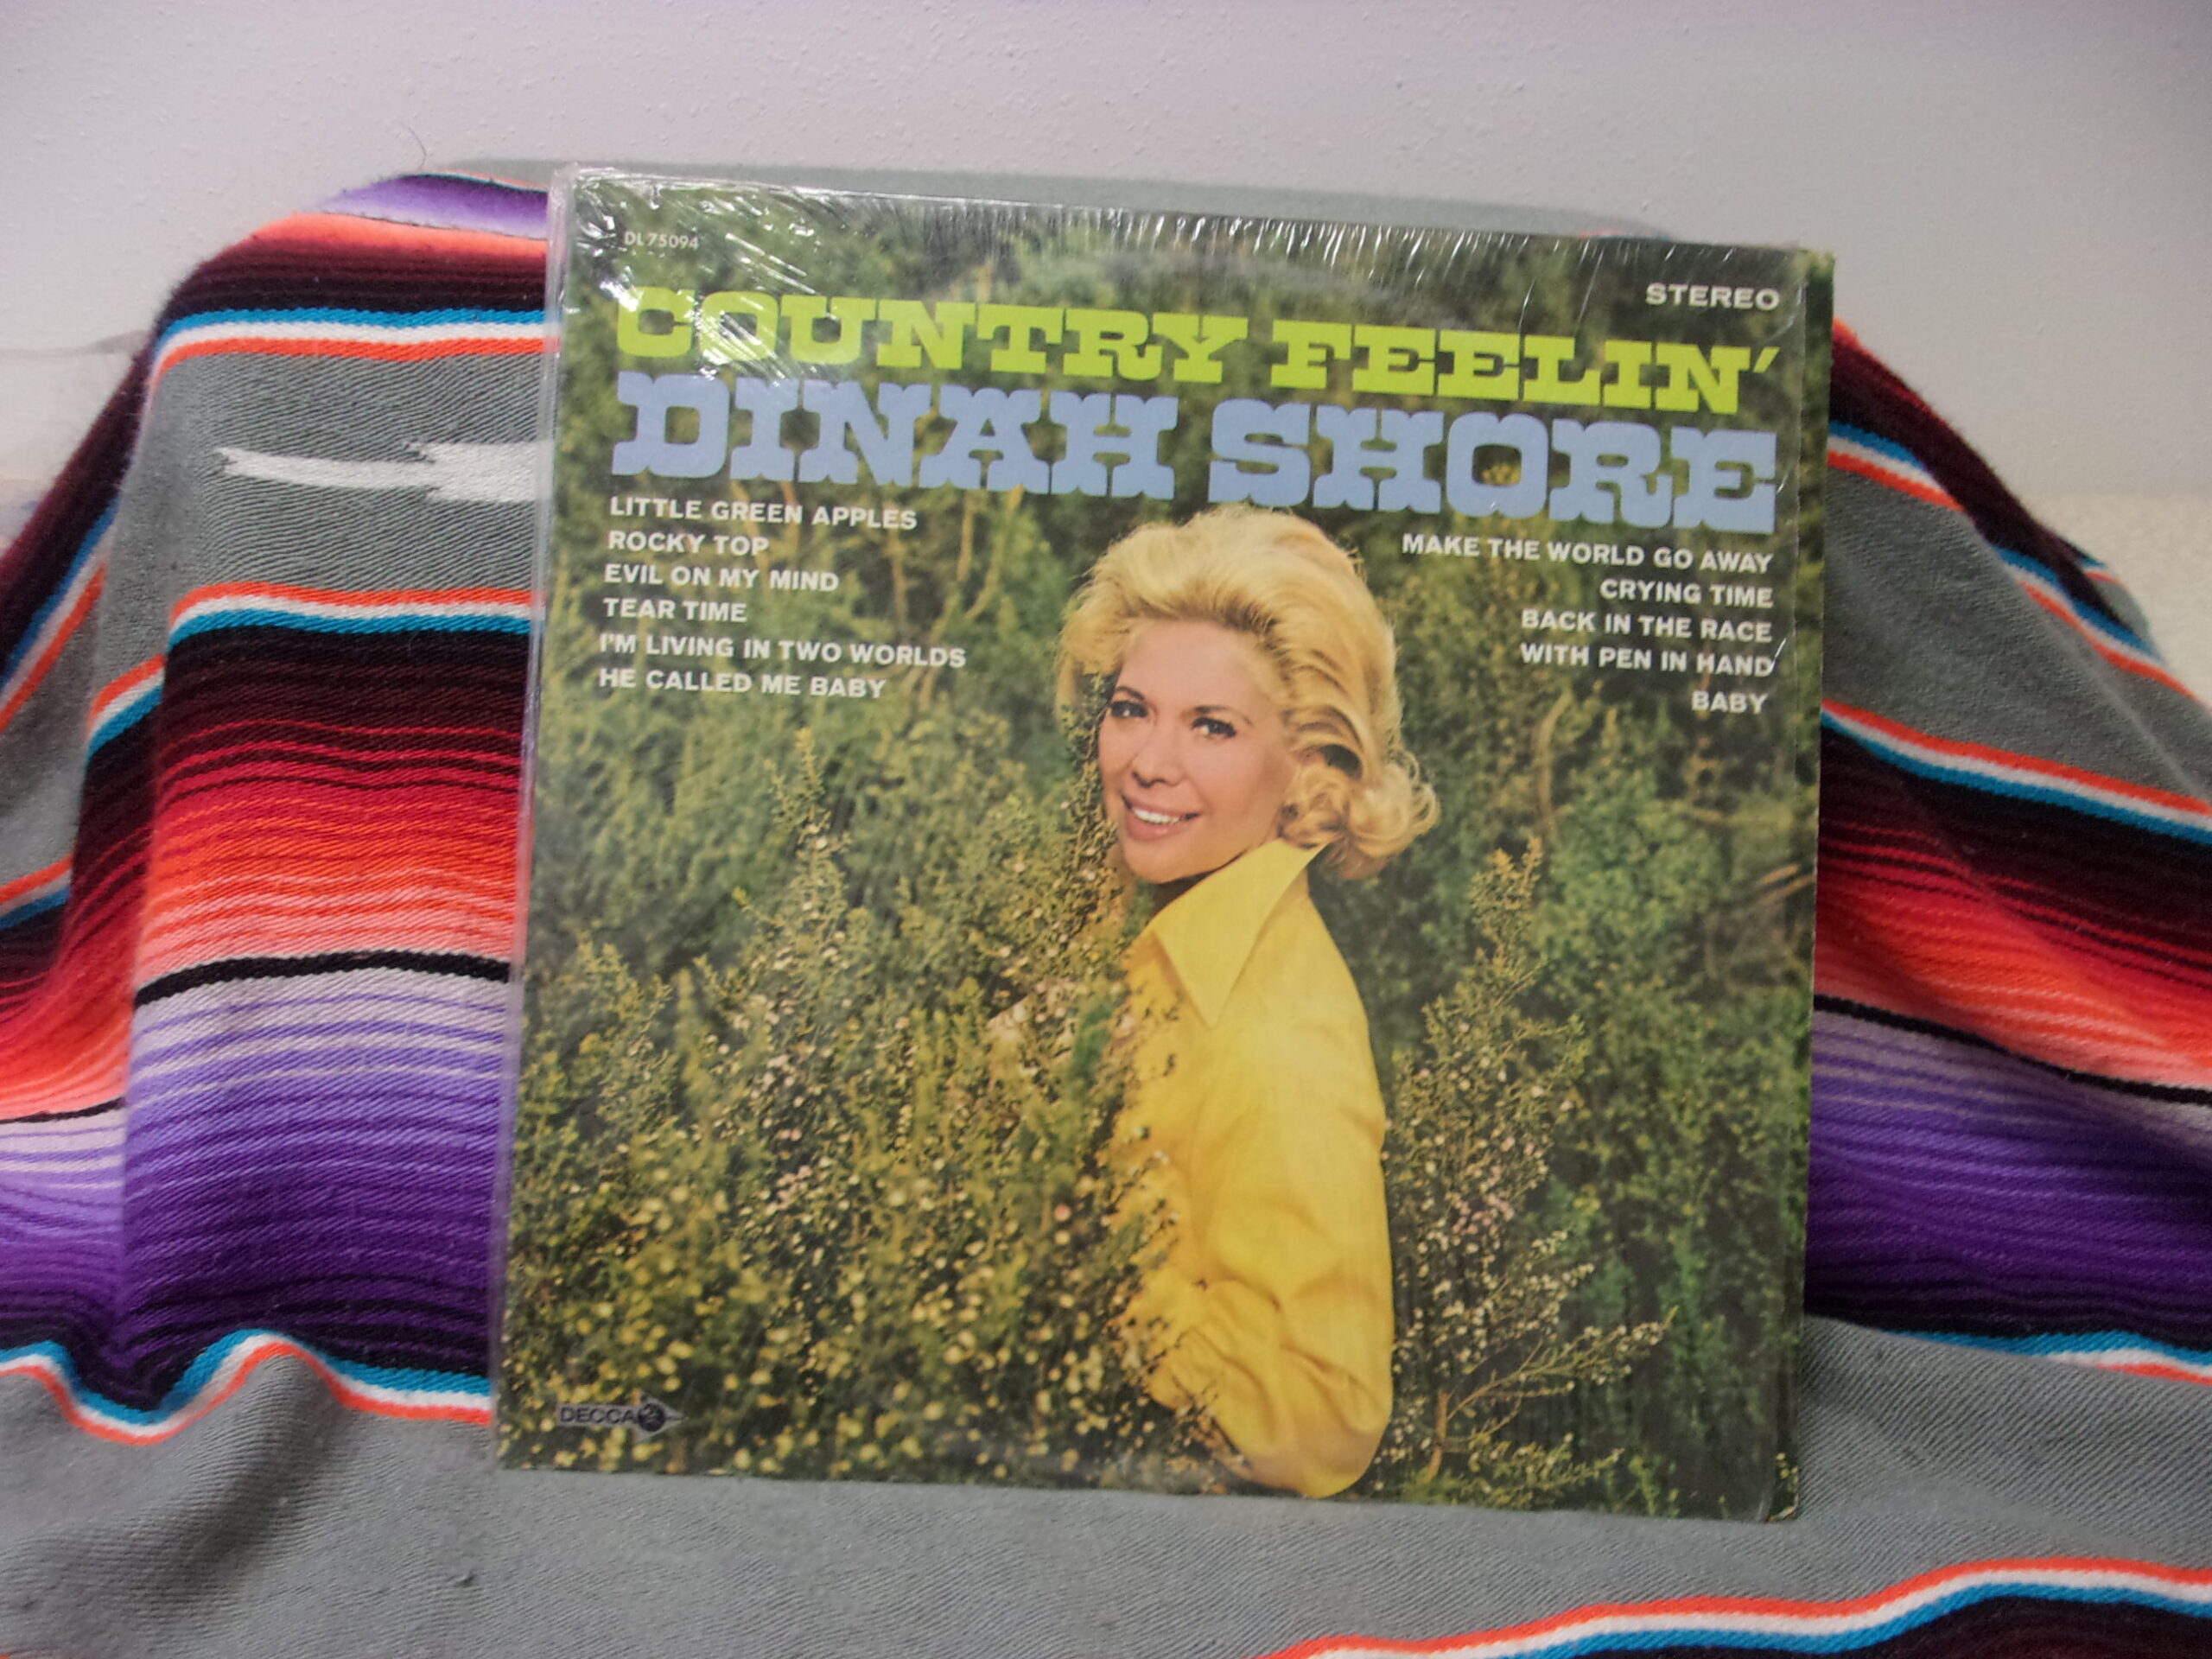 DL 75094
STEREO
COUNTRY FEELIN'
DINAH SHORE
LITTLE GREEN APPLES
ROCKY TOP
EVIL ON MY MIND
TEAR TIME
I'M LIVING IN TWO WORLDS
HE CALLED ME BABY
MAKE THE WORLD GO AWAY
CRYING TIME
BACK IN THE RACE
WITH PEN IN HAND
BABY
DECCA